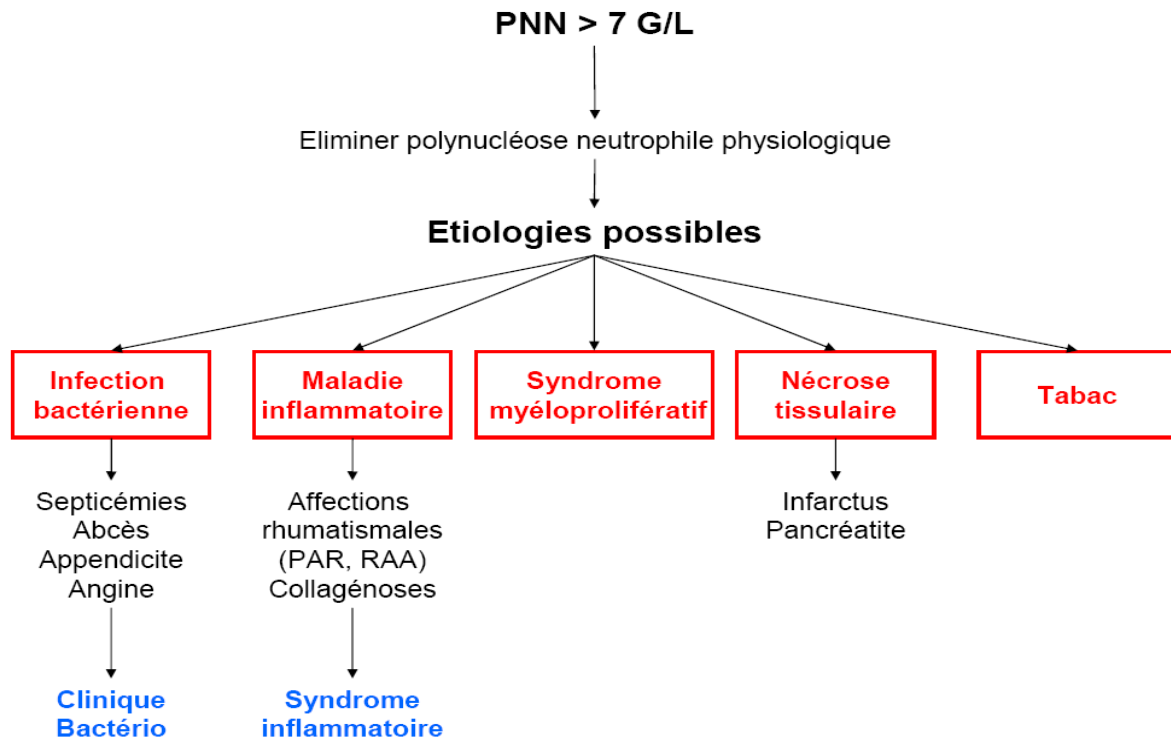 PNN > 7 G/L
Eliminer polynucléose neutrophile physiologique
Etiologies possibles
Infection
bactérienne
Maladie
inflammatoire
Syndrome
myéloprolifératif
Nécrose
tissulaire
Tabac
Septicémies
Abcès
Appendicite
Angine
Affections
rhumatismales
(PAR, RAA)
Collagénoses
Infarctus
Pancréatite
Clinique
Bactério
Syndrome
inflammatoire